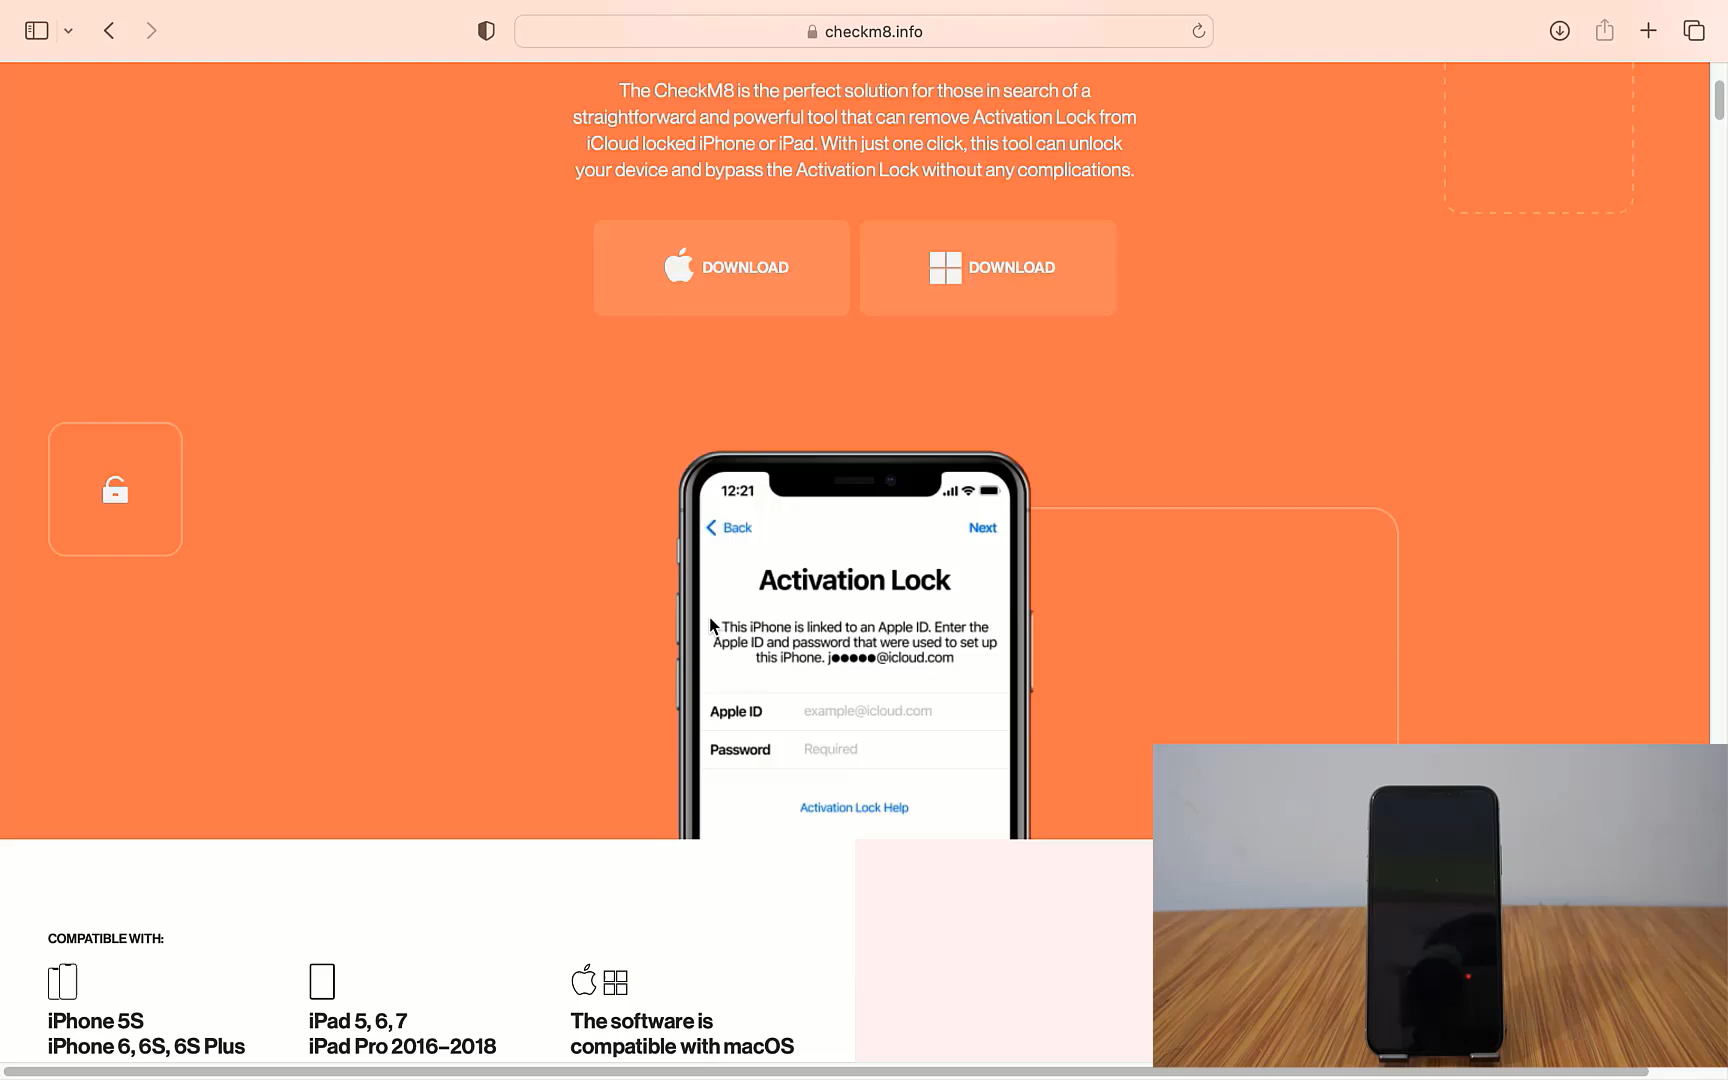 checkm8.info
The CheckM8 is the perfect solution for those in search of a
straightforward and powerful tool that can remove Activation Lock from
iCloud locked iPhone or iPad. With just one click, this tool can unlock
your device and bypass the Activation Lock without any complications.
DOWNLOAD
DOWNLOAD
12:21
Back
Next
Activation Lock
This iPhone is linked to an Apple ID. Enter the
Apple ID and password that were used to set up
this iPhone. j●●●●●@icloud.com
Apple ID example@icloud.com
Password Required
Activation Lock Help
COMPATIBLE WITH:
iPhone 5S
iPhone 6, 6S, 6S Plus
iPad 5, 6, 7
iPad Pro 2016–2018
The software is
compatible with macOS